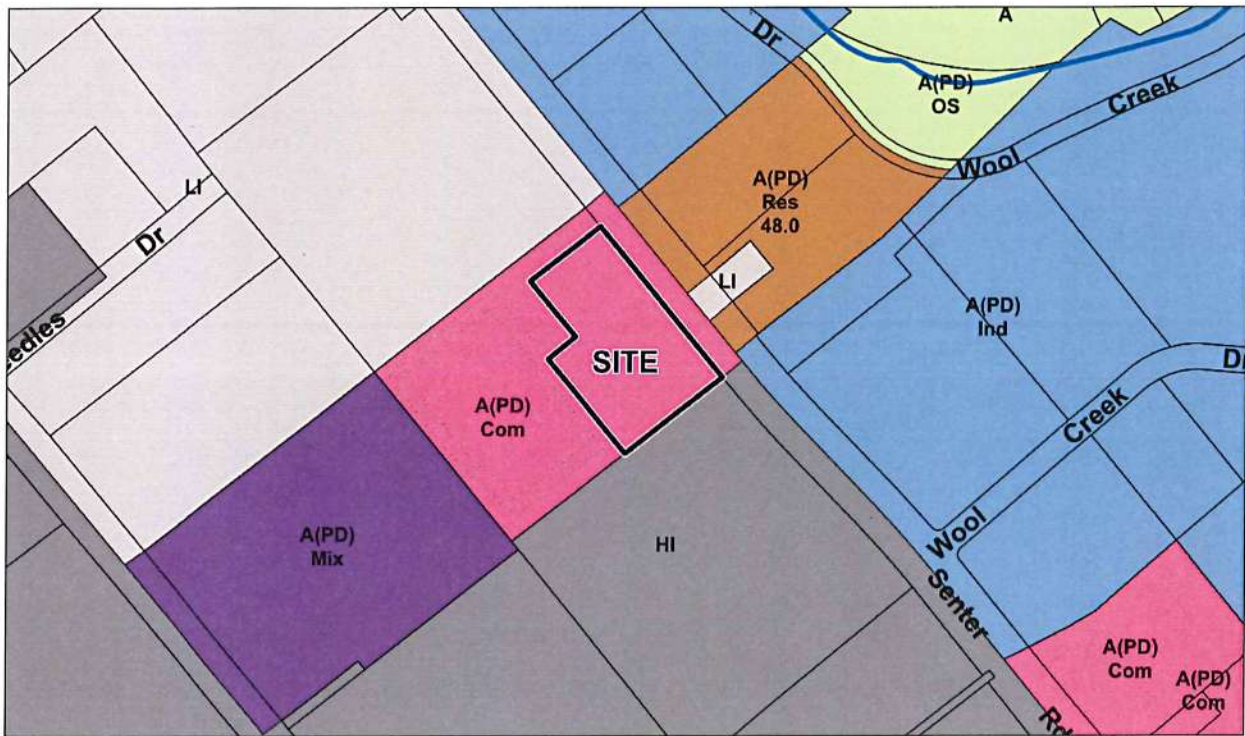 A
Dr
A(PD)
OS
Creek
Wool
A(PD)
Res
48.0
LI
Dr
LI
A(PD)
Ind
eedles
SITE
Dr
A(PD)
Com
Creek
A(PD)
Mix
HI
Wool
Senter
A(PD)
Com
A(PD)
Com
Rd